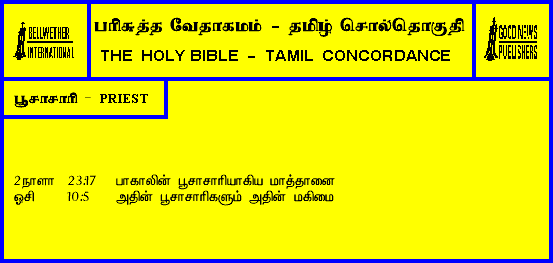 BELLWETHER
INTERNATIONAL
பரிசுத்த வேதாகமம் - தமிழ் சொல்தொகுதி
THE HOLY BIBLE - TAMIL CONCORDANCE
GOOD NEWS
PUBLISHERS
பூசாசாரி - PRIEST
2நாளா 23:17 பாகாலின் பூசாசாரியாகிய மாத்தானை
ஓசி 10:5 அதின் பூசாசாரிகளும் அதின் மகிமை